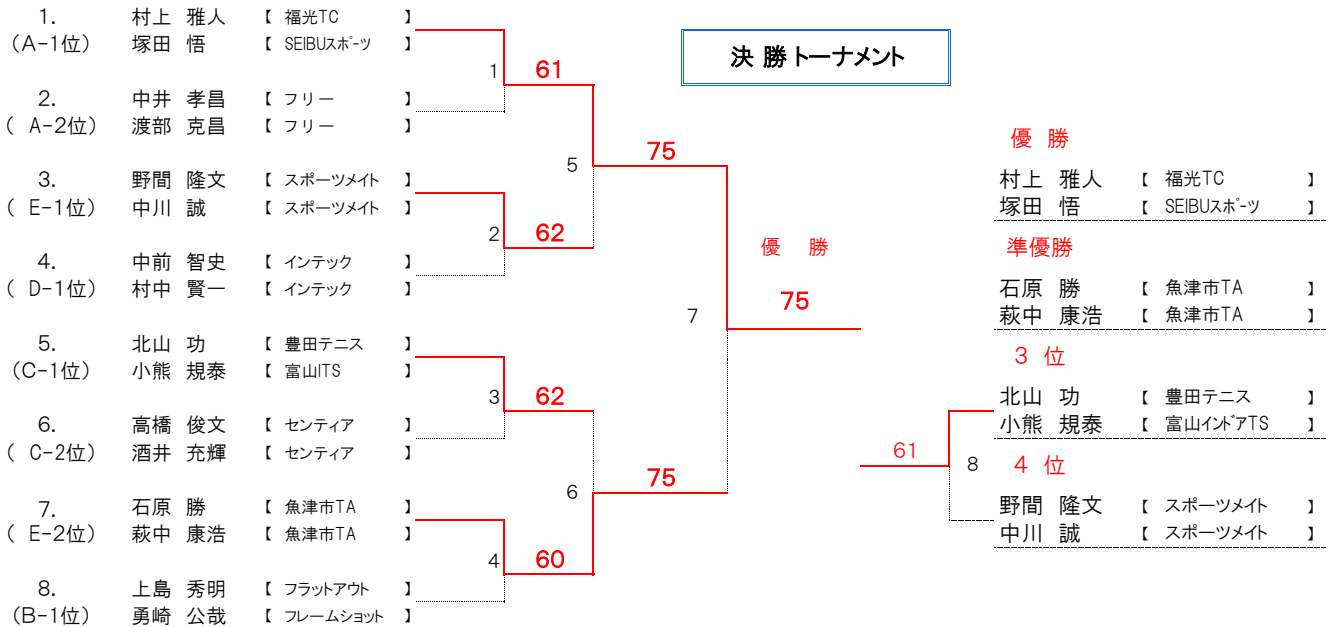 決 勝 トーナメント
1. 村上 雅人 【 福光TC 】
(A-1位) 塚田 悟 【 SEIBUスポーツ 】
1 61
2. 中井 孝昌 【 フリー 】
( A-2位) 渡部 克昌 【 フリー 】
5 75
3. 野間 隆文 【 スポーツメイト 】
( E-1位) 中川 誠 【 スポーツメイト 】
2 62
4. 中前 智史 【 インテック 】
( D-1位) 村中 賢一 【 インテック 】
優 勝
7 75
5. 北山 功 【 豊田テニス 】
(C-1位) 小熊 規泰 【 富山ITS 】
3 62
6. 高橋 俊文 【 センティア 】
( C-2位) 酒井 充輝 【 センティア 】
6 75
7. 石原 勝 【 魚津市TA 】
( E-2位) 萩中 康浩 【 魚津市TA 】
4 60
8. 上島 秀明 【 フラットアウト 】
(B-1位) 勇崎 公哉 【 フレームショット 】
優 勝
村上 雅人 【 福光TC 】
塚田 悟 【 SEIBUスポーツ 】
準優勝
石原 勝 【 魚津市TA 】
萩中 康浩 【 魚津市TA 】
3 位
北山 功 【 豊田テニス 】
小熊 規泰 【 富山インドアTS 】
61 8
4 位
野間 隆文 【 スポーツメイト 】
中川 誠 【 スポーツメイト 】